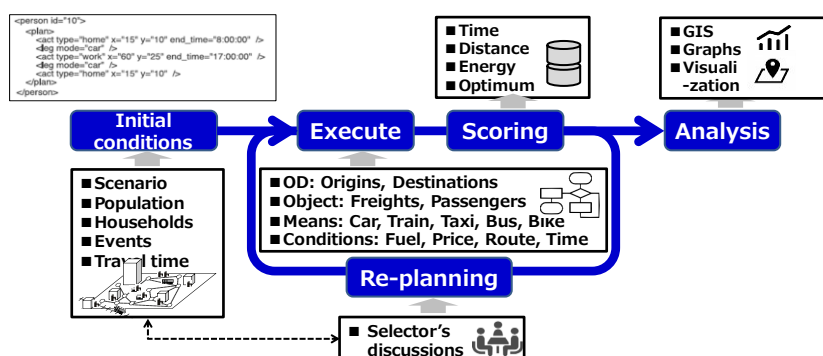 <person id="10">
<plan>
<act type="home" x="15" y="10" end_time="8:00:00" />
<leg mode="car" />
<act type="work" x="60" y="25" end_time="17:00:00" />
<leg mode="car" />
<act type="home" x="15" y="10" />
</plan>
</person>
■Time
■Distance
■Energy
■Optimum
■GIS
■Graphs
■Visuali
-zation
Initial
conditions
Execute
Scoring
Analysis
■Scenario
■Population
■Households
■Events
■Travel time
■OD: Origins, Destinations
■Object: Freights, Passengers
■Means: Car, Train, Taxi, Bus, Bike
■Conditions: Fuel, Price, Route, Time
Re-planning
■ Selector's
discussions